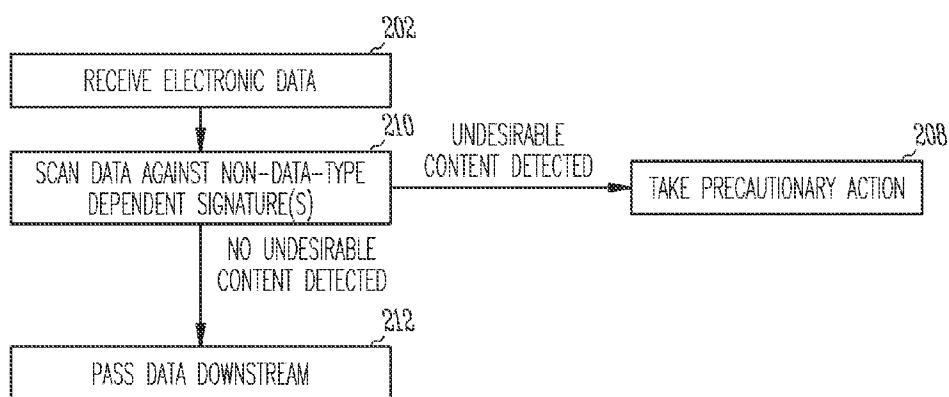 202
RECEIVE ELECTRONIC DATA
210
SCAN DATA AGAINST NON-DATA-TYPE
DEPENDENT SIGNATURE(S)
UNDESIRABLE
CONTENT DETECTED
208
TAKE PRECAUTIONARY ACTION
NO UNDESIRABLE
CONTENT DETECTED
212
PASS DATA DOWNSTREAM